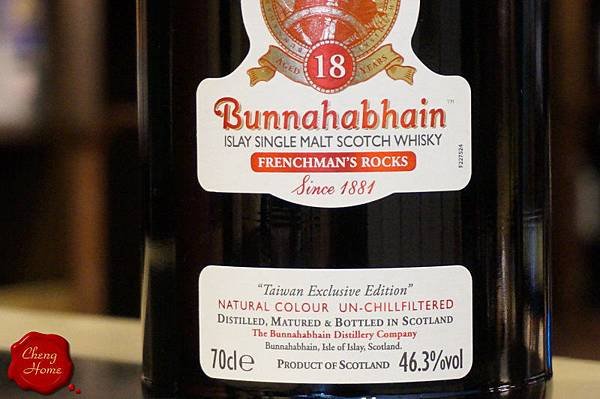 AGED 18 YEARS
Bunnahabhain™
ISLAY SINGLE MALT SCOTCH WHISKY
FRENCHMAN'S ROCKS
Since 1881
P227524
"Taiwan Exclusive Edition"
NATURAL COLOUR UN-CHILLFILTERED
DISTILLED, MATURED & BOTTLED IN SCOTLAND
The Bunnahabhain Distillery Company
Bunnahabhain, Isle of Islay, Scotland.
70cl℮ PRODUCT OF SCOTLAND 46.3%vol
Cheng
Home